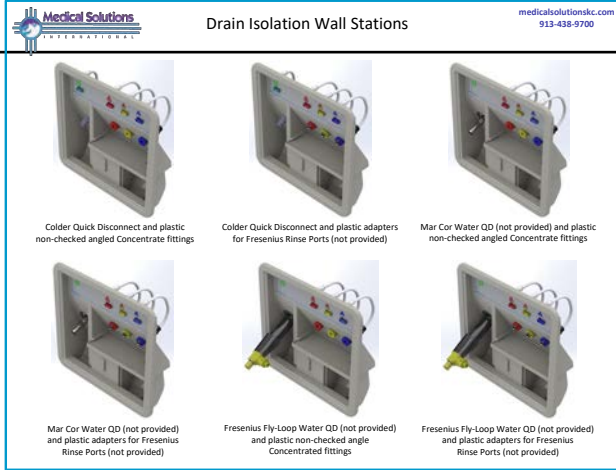 Medical Solutions
INTERNATIONAL
Drain Isolation Wall Stations
medicalsolutionskc.com
913-438-9700
Colder Quick Disconnect and plastic
non-checked angled Concentrate fittings
Colder Quick Disconnect and plastic adapters
for Fresenius Rinse Ports (not provided)
Mar Cor Water QD (not provided) and plastic
non-checked angled Concentrate fittings
Mar Cor Water QD (not provided)
and plastic adapters for Fresenius
Rinse Ports (not provided)
Fresenius Fly-Loop Water QD (not provided)
and plastic non-checked angle
Concentrated fittings
Fresenius Fly-Loop Water QD (not provided)
and plastic adapters for Fresenius
Rinse Ports (not provided)